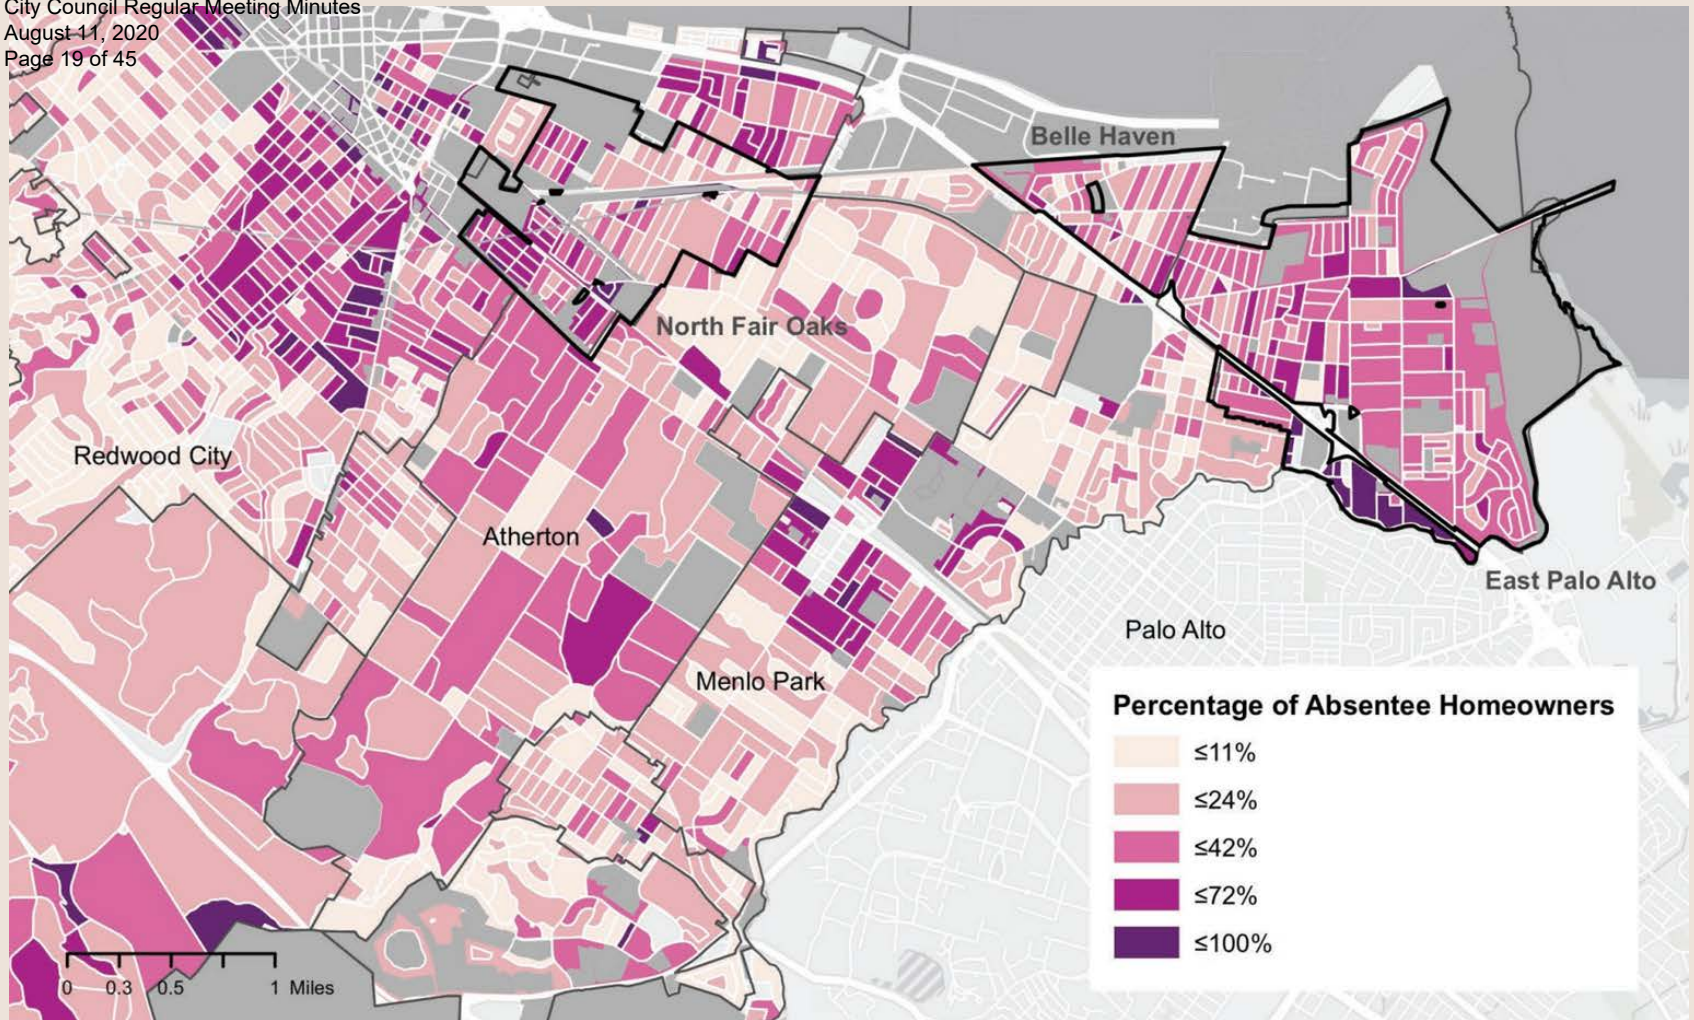 City Council Regular Meeting Minutes
August 11, 2020
Page 19 of 45
Belle Haven
North Fair Oaks
Redwood City
Atherton
East Palo Alto
Palo Alto
Menlo Park
Percentage of Absentee Homeowners
≤11%
≤24%
≤42%
≤72%
≤100%
0 0.3 0.5 1 Miles